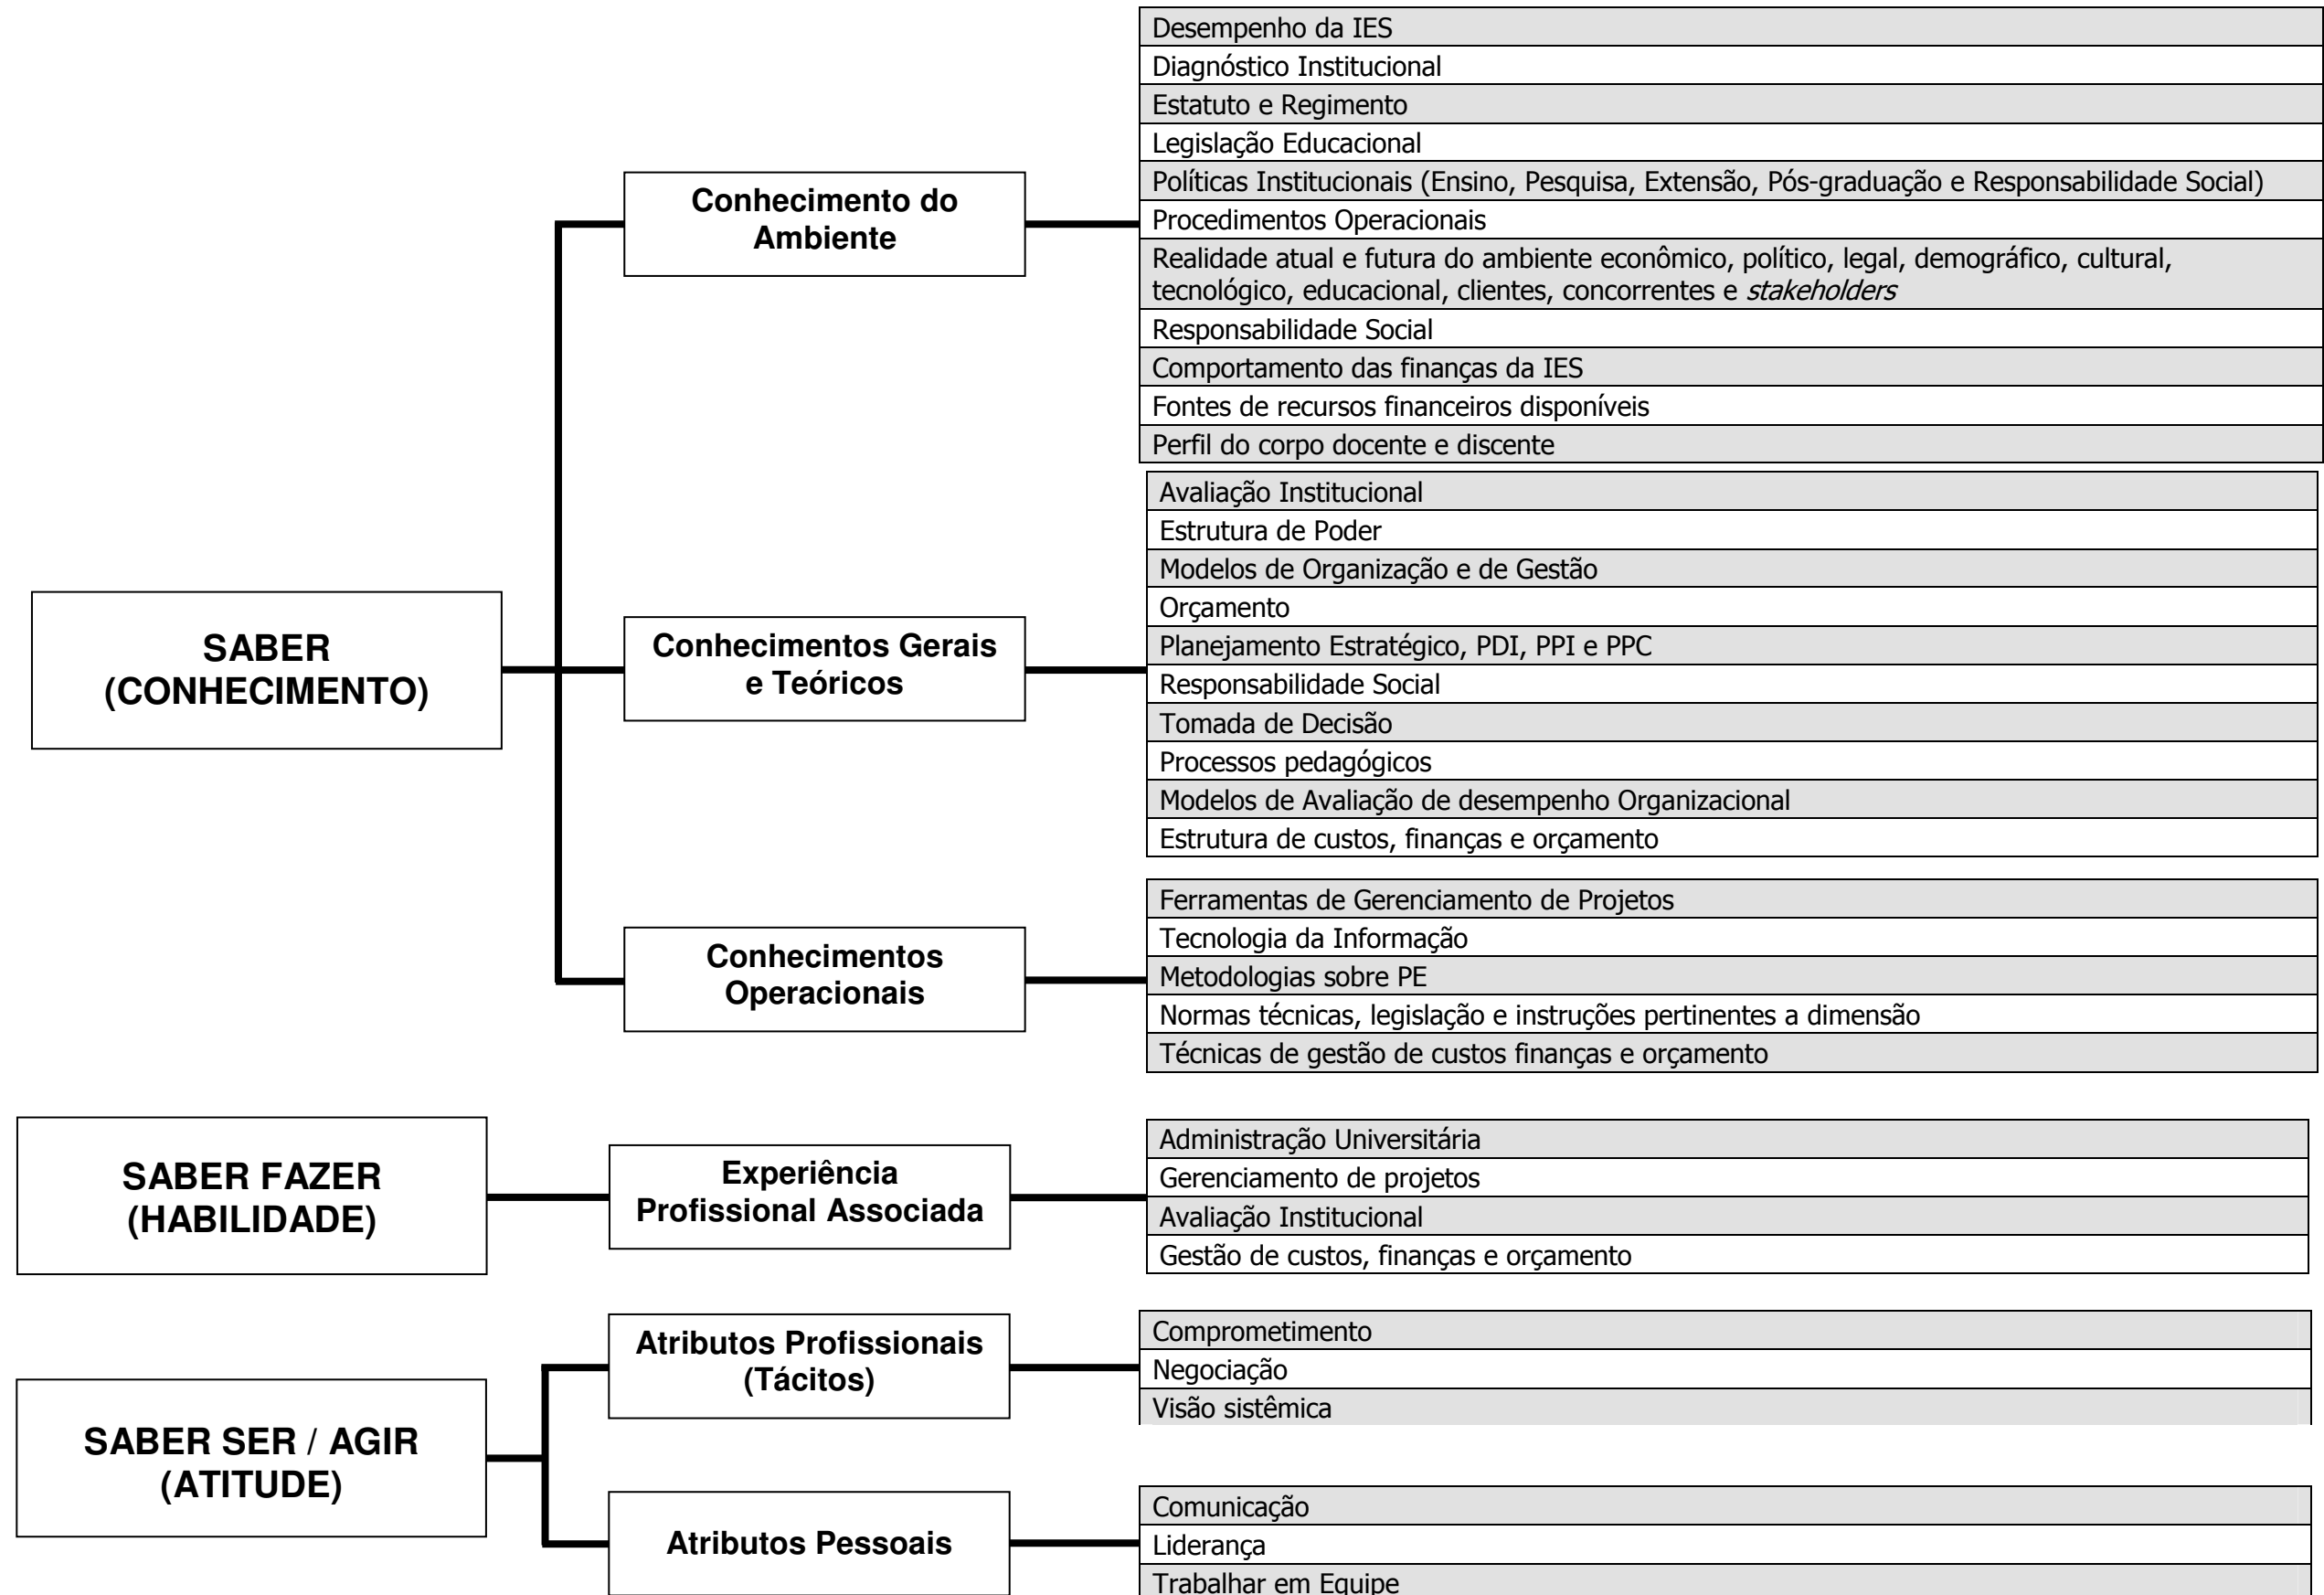 SABER
(CONHECIMENTO)
Conhecimento do
Ambiente
Desempenho da IES
Diagnóstico Institucional
Estatuto e Regimento
Legislação Educacional
Políticas Institucionais (Ensino, Pesquisa, Extensão, Pós-graduação e Responsabilidade Social)
Procedimentos Operacionais
Realidade atual e futura do ambiente econômico, político, legal, demográfico, cultural,
tecnológico, educacional, clientes, concorrentes e stakeholders
Responsabilidade Social
Comportamento das finanças da IES
Fontes de recursos financeiros disponíveis
Perfil do corpo docente e discente
Conhecimentos Gerais
e Teóricos
Avaliação Institucional
Estrutura de Poder
Modelos de Organização e de Gestão
Orçamento
Planejamento Estratégico, PDI, PPI e PPC
Responsabilidade Social
Tomada de Decisão
Processos pedagógicos
Modelos de Avaliação de desempenho Organizacional
Estrutura de custos, finanças e orçamento
Conhecimentos
Operacionais
Ferramentas de Gerenciamento de Projetos
Tecnologia da Informação
Metodologias sobre PE
Normas técnicas, legislação e instruções pertinentes a dimensão
Técnicas de gestão de custos finanças e orçamento
SABER FAZER
(HABILIDADE)
Experiência
Profissional Associada
Administração Universitária
Gerenciamento de projetos
Avaliação Institucional
Gestão de custos, finanças e orçamento
SABER SER / AGIR
(ATITUDE)
Atributos Profissionais
(Tácitos)
Comprometimento
Negociação
Visão sistêmica
Atributos Pessoais
Comunicação
Liderança
Trabalhar em Equipe